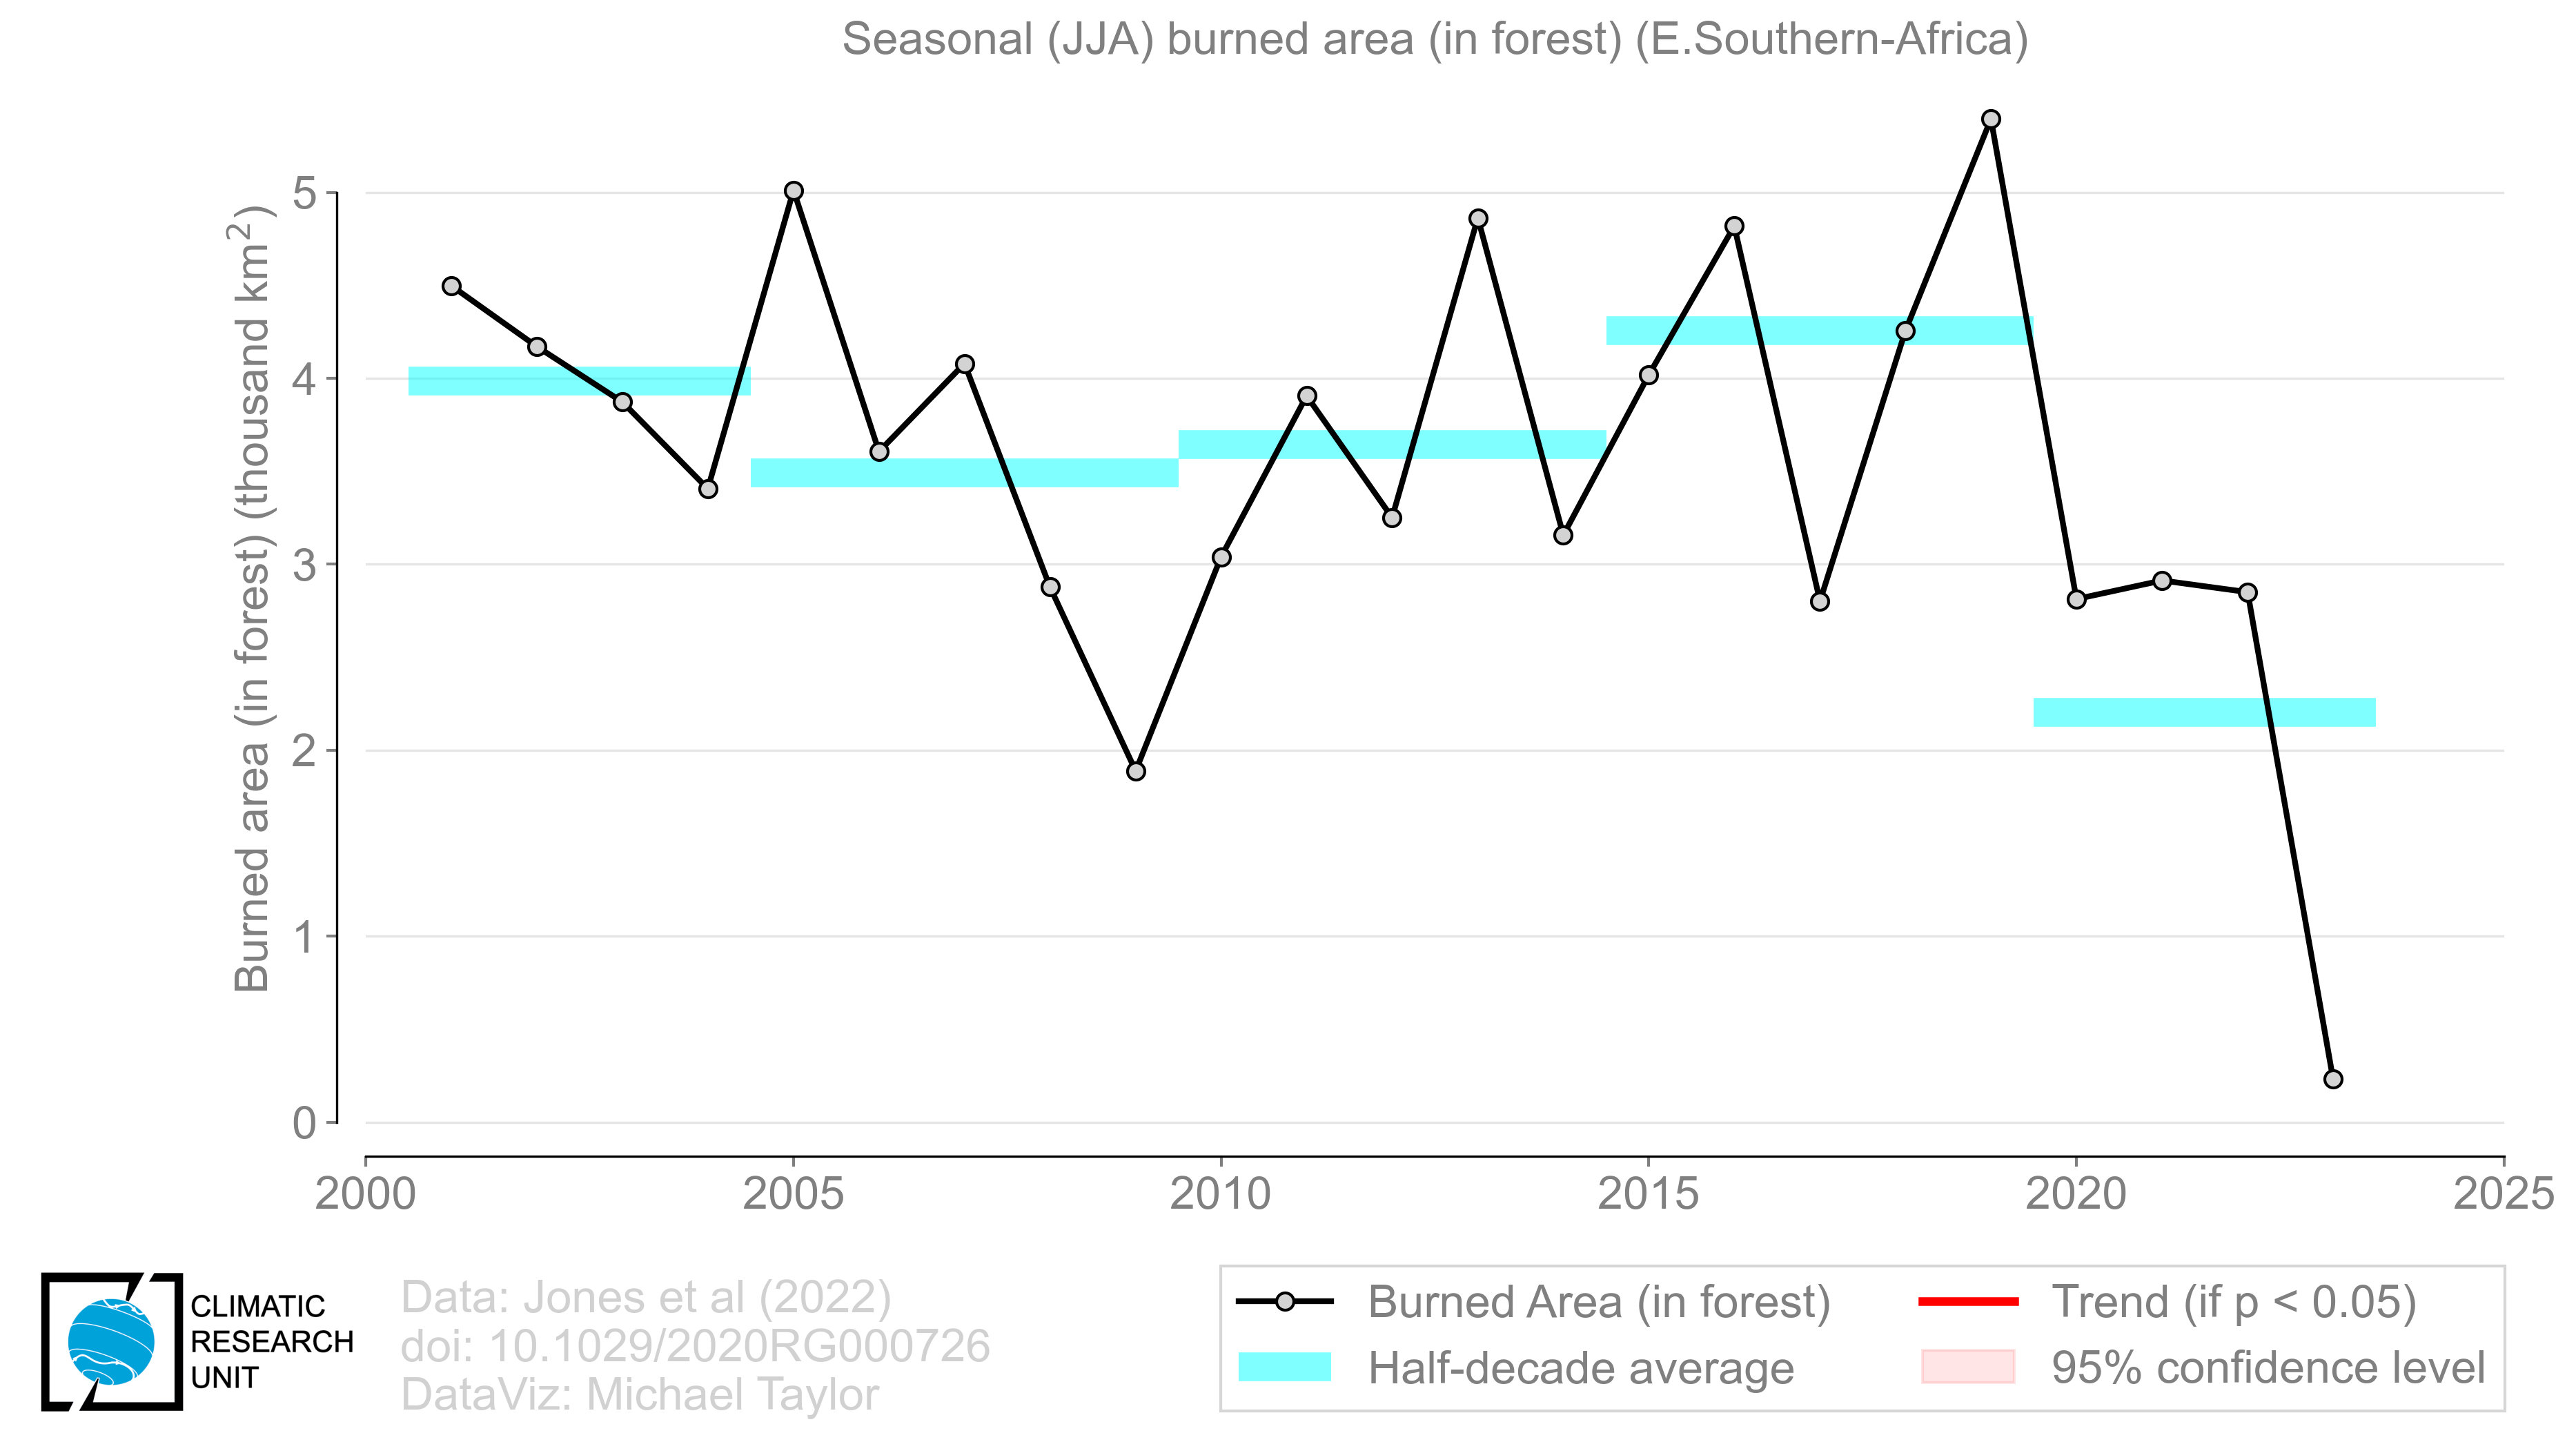 Seasonal (JJA) burned area (in forest) (E.Southern-Africa)
Burned area (in forest) (thousand km²)
5
4
3
2
1
0
2000 2005 2010 2015 2020 2025
CLIMATIC
RESEARCH
UNIT
Data: Jones et al (2022)
doi: 10.1029/2020RG000726
DataViz: Michael Taylor
Burned Area (in forest)
Half-decade average
Trend (if p < 0.05)
95% confidence level